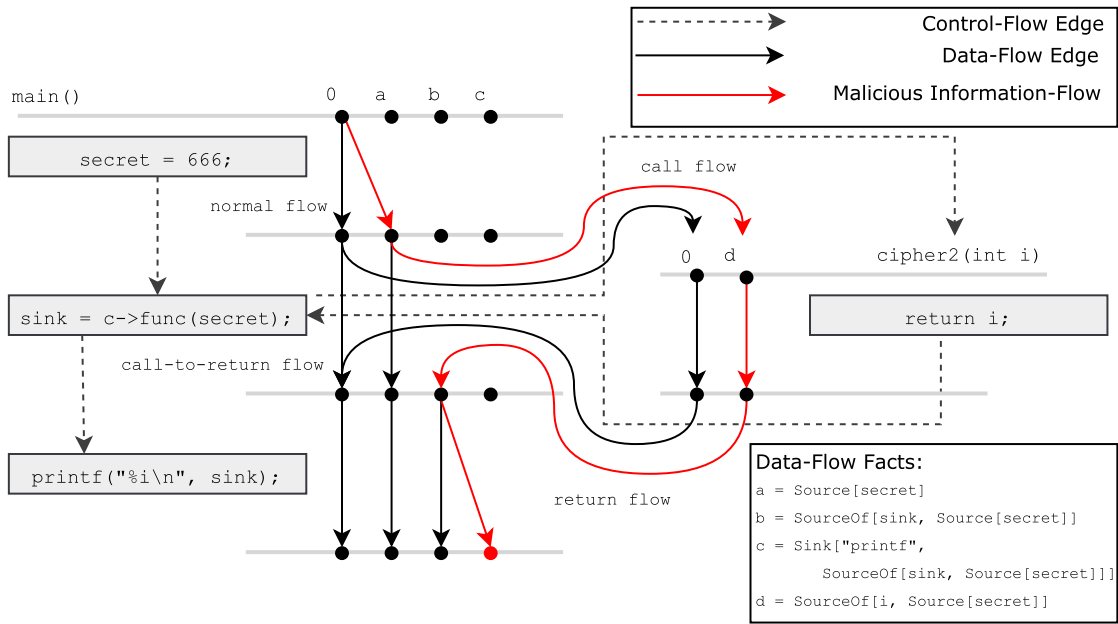 Control-Flow Edge
Data-Flow Edge
Malicious Information-Flow
main()
0 a b c
secret = 666;
call flow
normal flow
0 d
cipher2(int i)
sink = c->func(secret);
return i;
call-to-return flow
printf("%i\n", sink);
return flow
Data-Flow Facts:
a = Source[secret]
b = SourceOf[sink, Source[secret]]
c = Sink["printf",
SourceOf[sink, Source[secret]]]
d = SourceOf[i, Source[secret]]